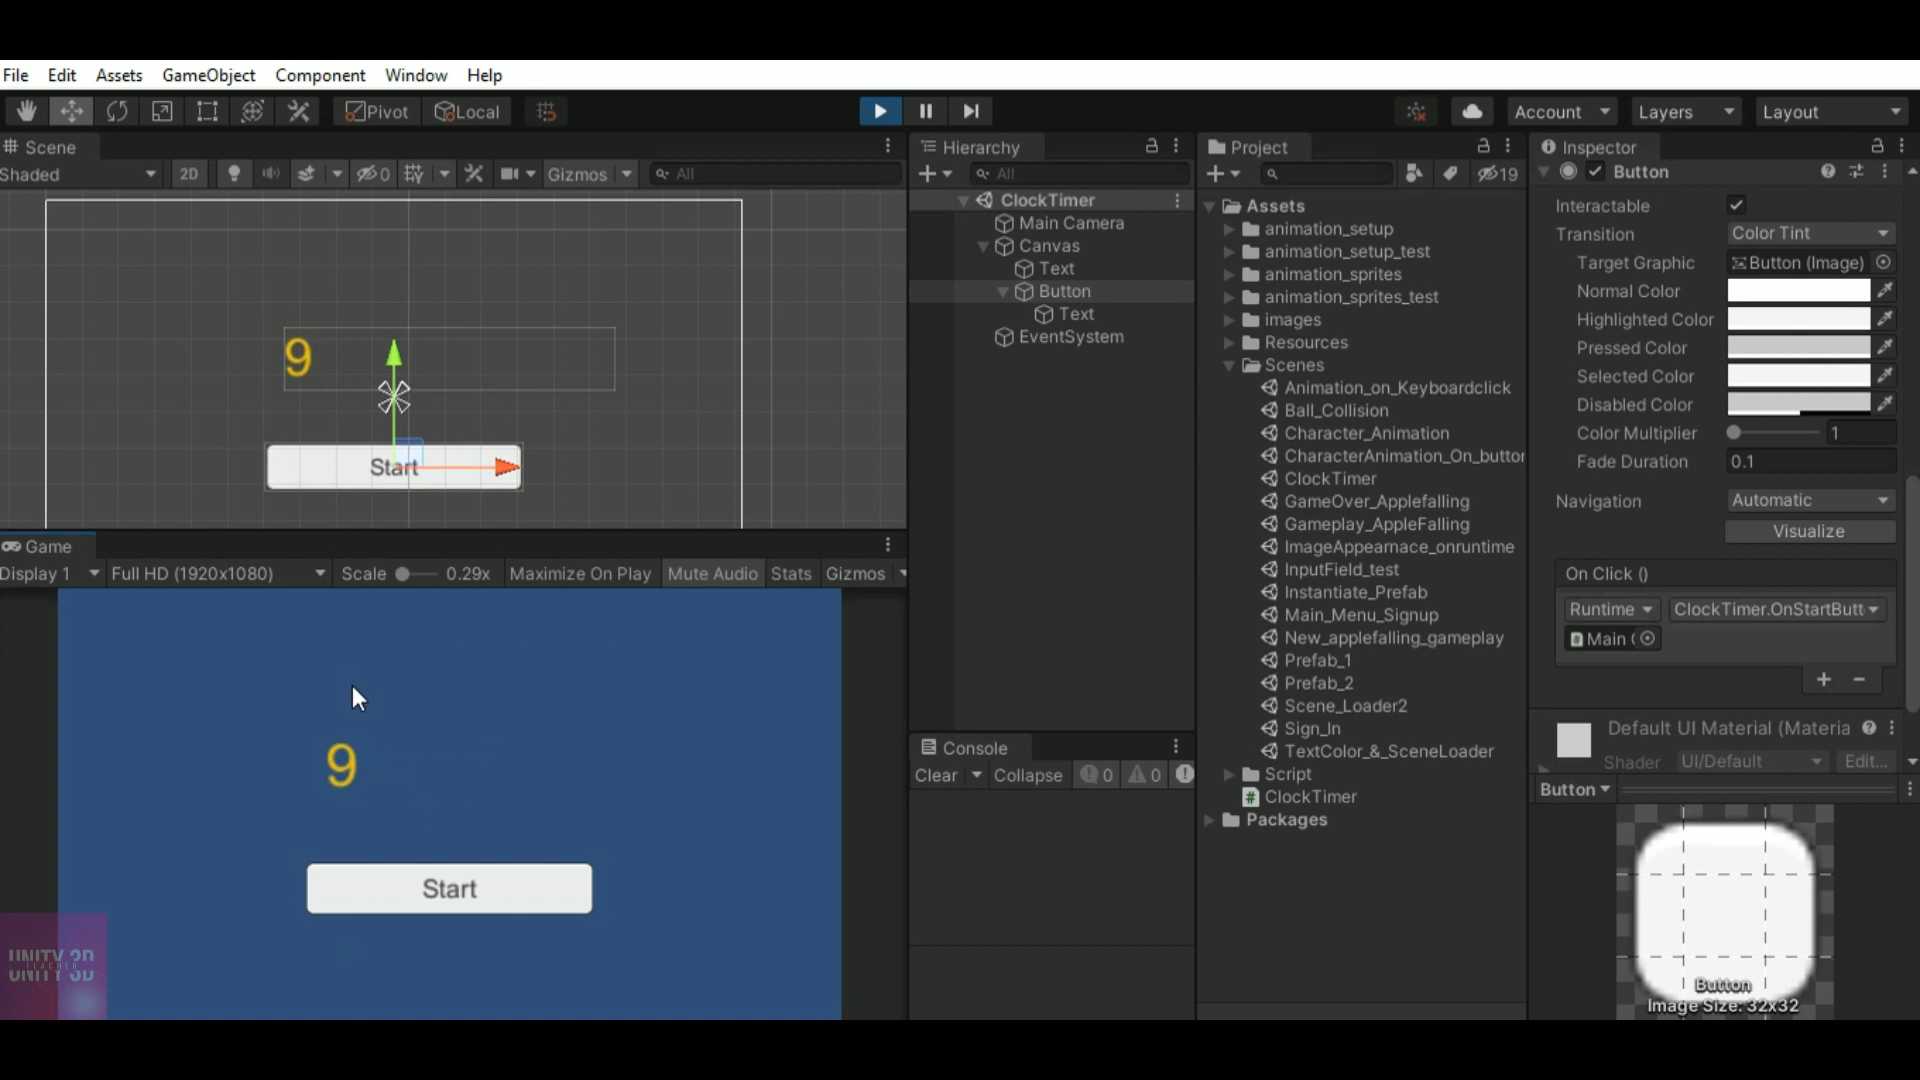 File Edit Assets GameObject Component Window Help
Pivot Local Account Layers Layout
Scene
Shaded 2D 0 Gizmos All
9
Start
Game
Display 1 Full HD (1920x1080) Scale 0.29x Maximize On Play Mute Audio Stats Gizmos
9
Start
UNITY 3D
TEACHER
UNITY 3D
Hierarchy
All
ClockTimer
Main Camera
Canvas
Text
Button
Text
EventSystem
Console
Clear Collapse 0 0
Project
19
Assets
animation_setup
animation_setup_test
animation_sprites
animation_sprites_test
images
Resources
Scenes
Animation_on_Keyboardclick
Ball_Collision
Character_Animation
CharacterAnimation_On_button
ClockTimer
GameOver_Applefalling
Gameplay_AppleFalling
ImageAppearnace_onruntime
InputField_test
Instantiate_Prefab
Main_Menu_Signup
New_applefalling_gameplay
Prefab_1
Prefab_2
Scene_Loader2
Sign_In
TextColor_&_SceneLoader
Script
ClockTimer
Packages
Inspector
Button
Interactable
Transition Color Tint
Target Graphic Button (Image)
Normal Color
Highlighted Color
Pressed Color
Selected Color
Disabled Color
Color Multiplier 1
Fade Duration 0.1
Navigation Automatic
Visualize
On Click ()
Runtime ClockTimer.OnStartButt
Main
Default UI Material (Materia
Shader UI/Default Edit...
Button
Button
Image Size: 32x32